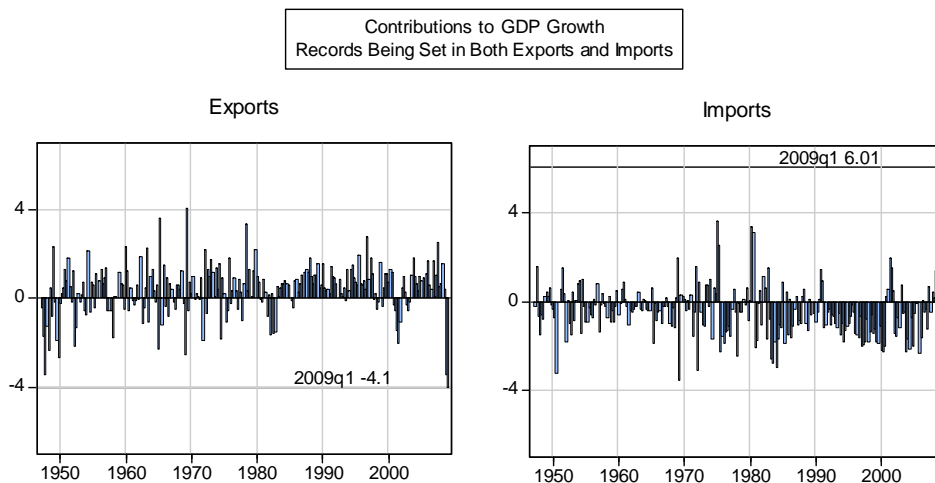 Contributions to GDP Growth
Records Being Set in Both Exports and Imports
Exports
4
0
-4
2009q1 -4.1
1950 1960 1970 1980 1990 2000
Imports
2009q1 6.01
4
0
-4
1950 1960 1970 1980 1990 2000